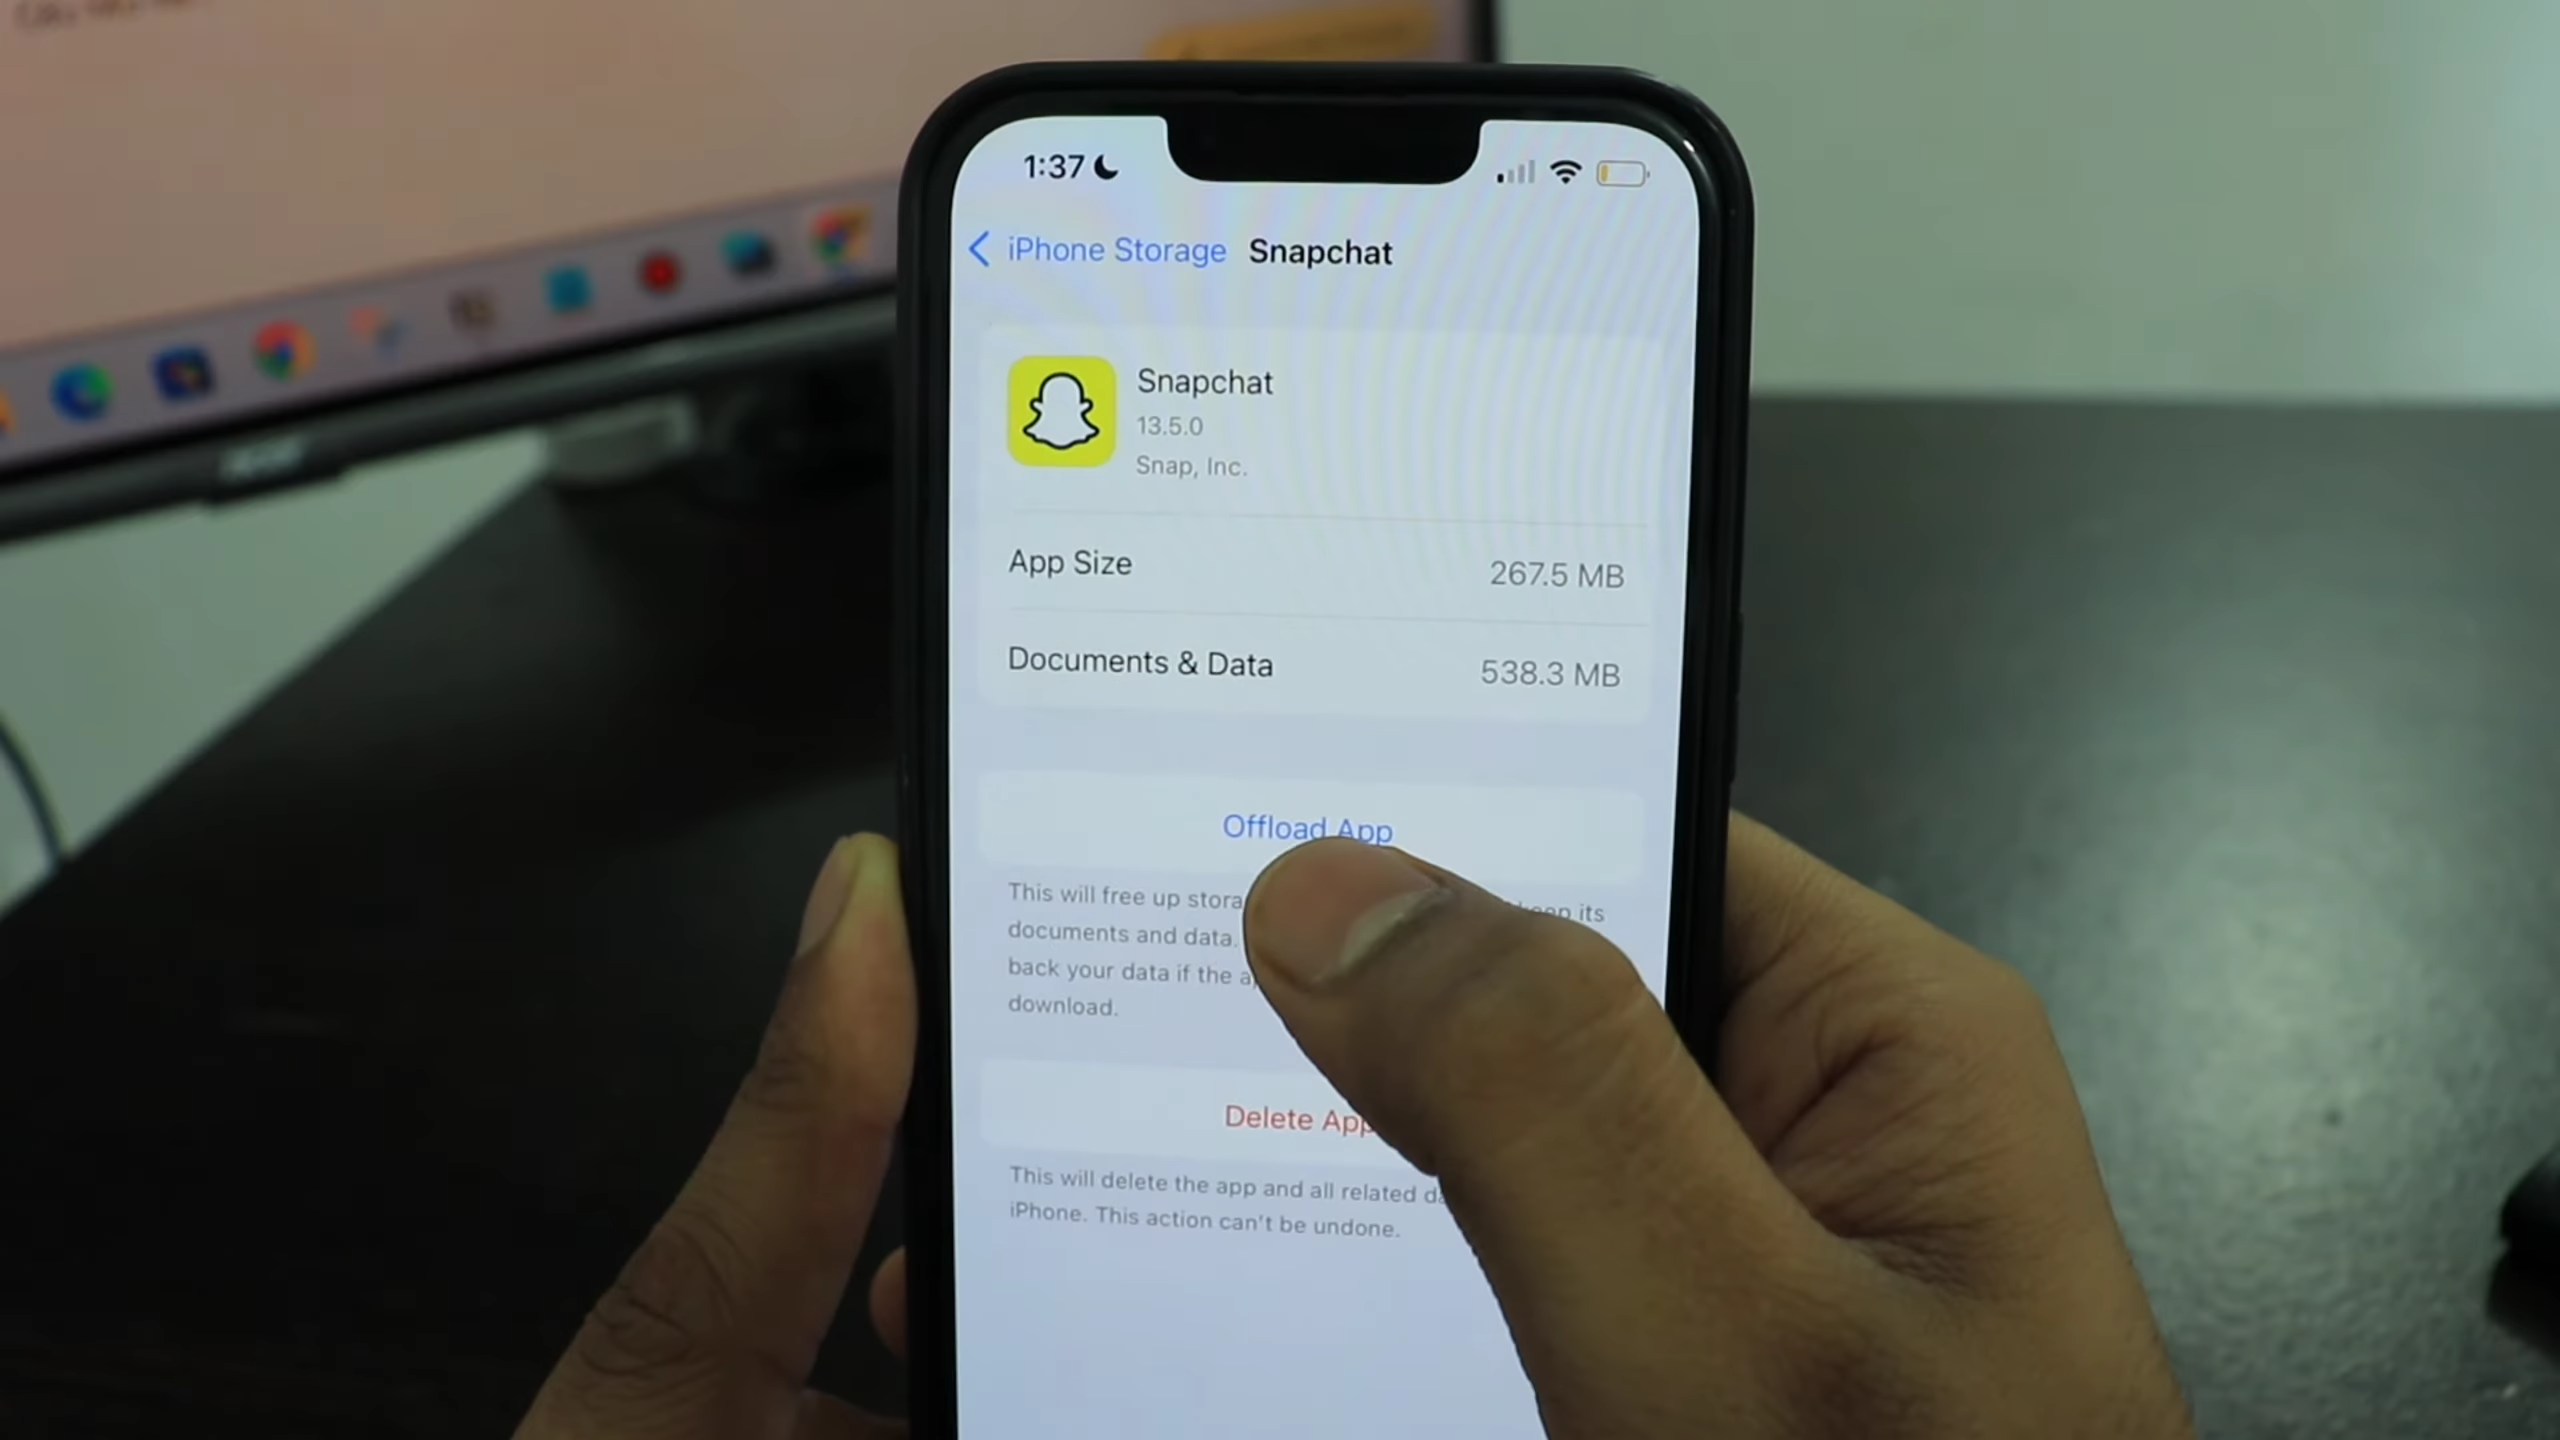 1:37
iPhone Storage Snapchat
Snapchat
13.5.0
Snap, Inc.
App Size 267.5 MB
Documents & Data 538.3 MB
Offload App
This will free up its
documents and data.
back your data if the
download.
Delete App
This will delete the app and all related
iPhone. This action can't be undone.